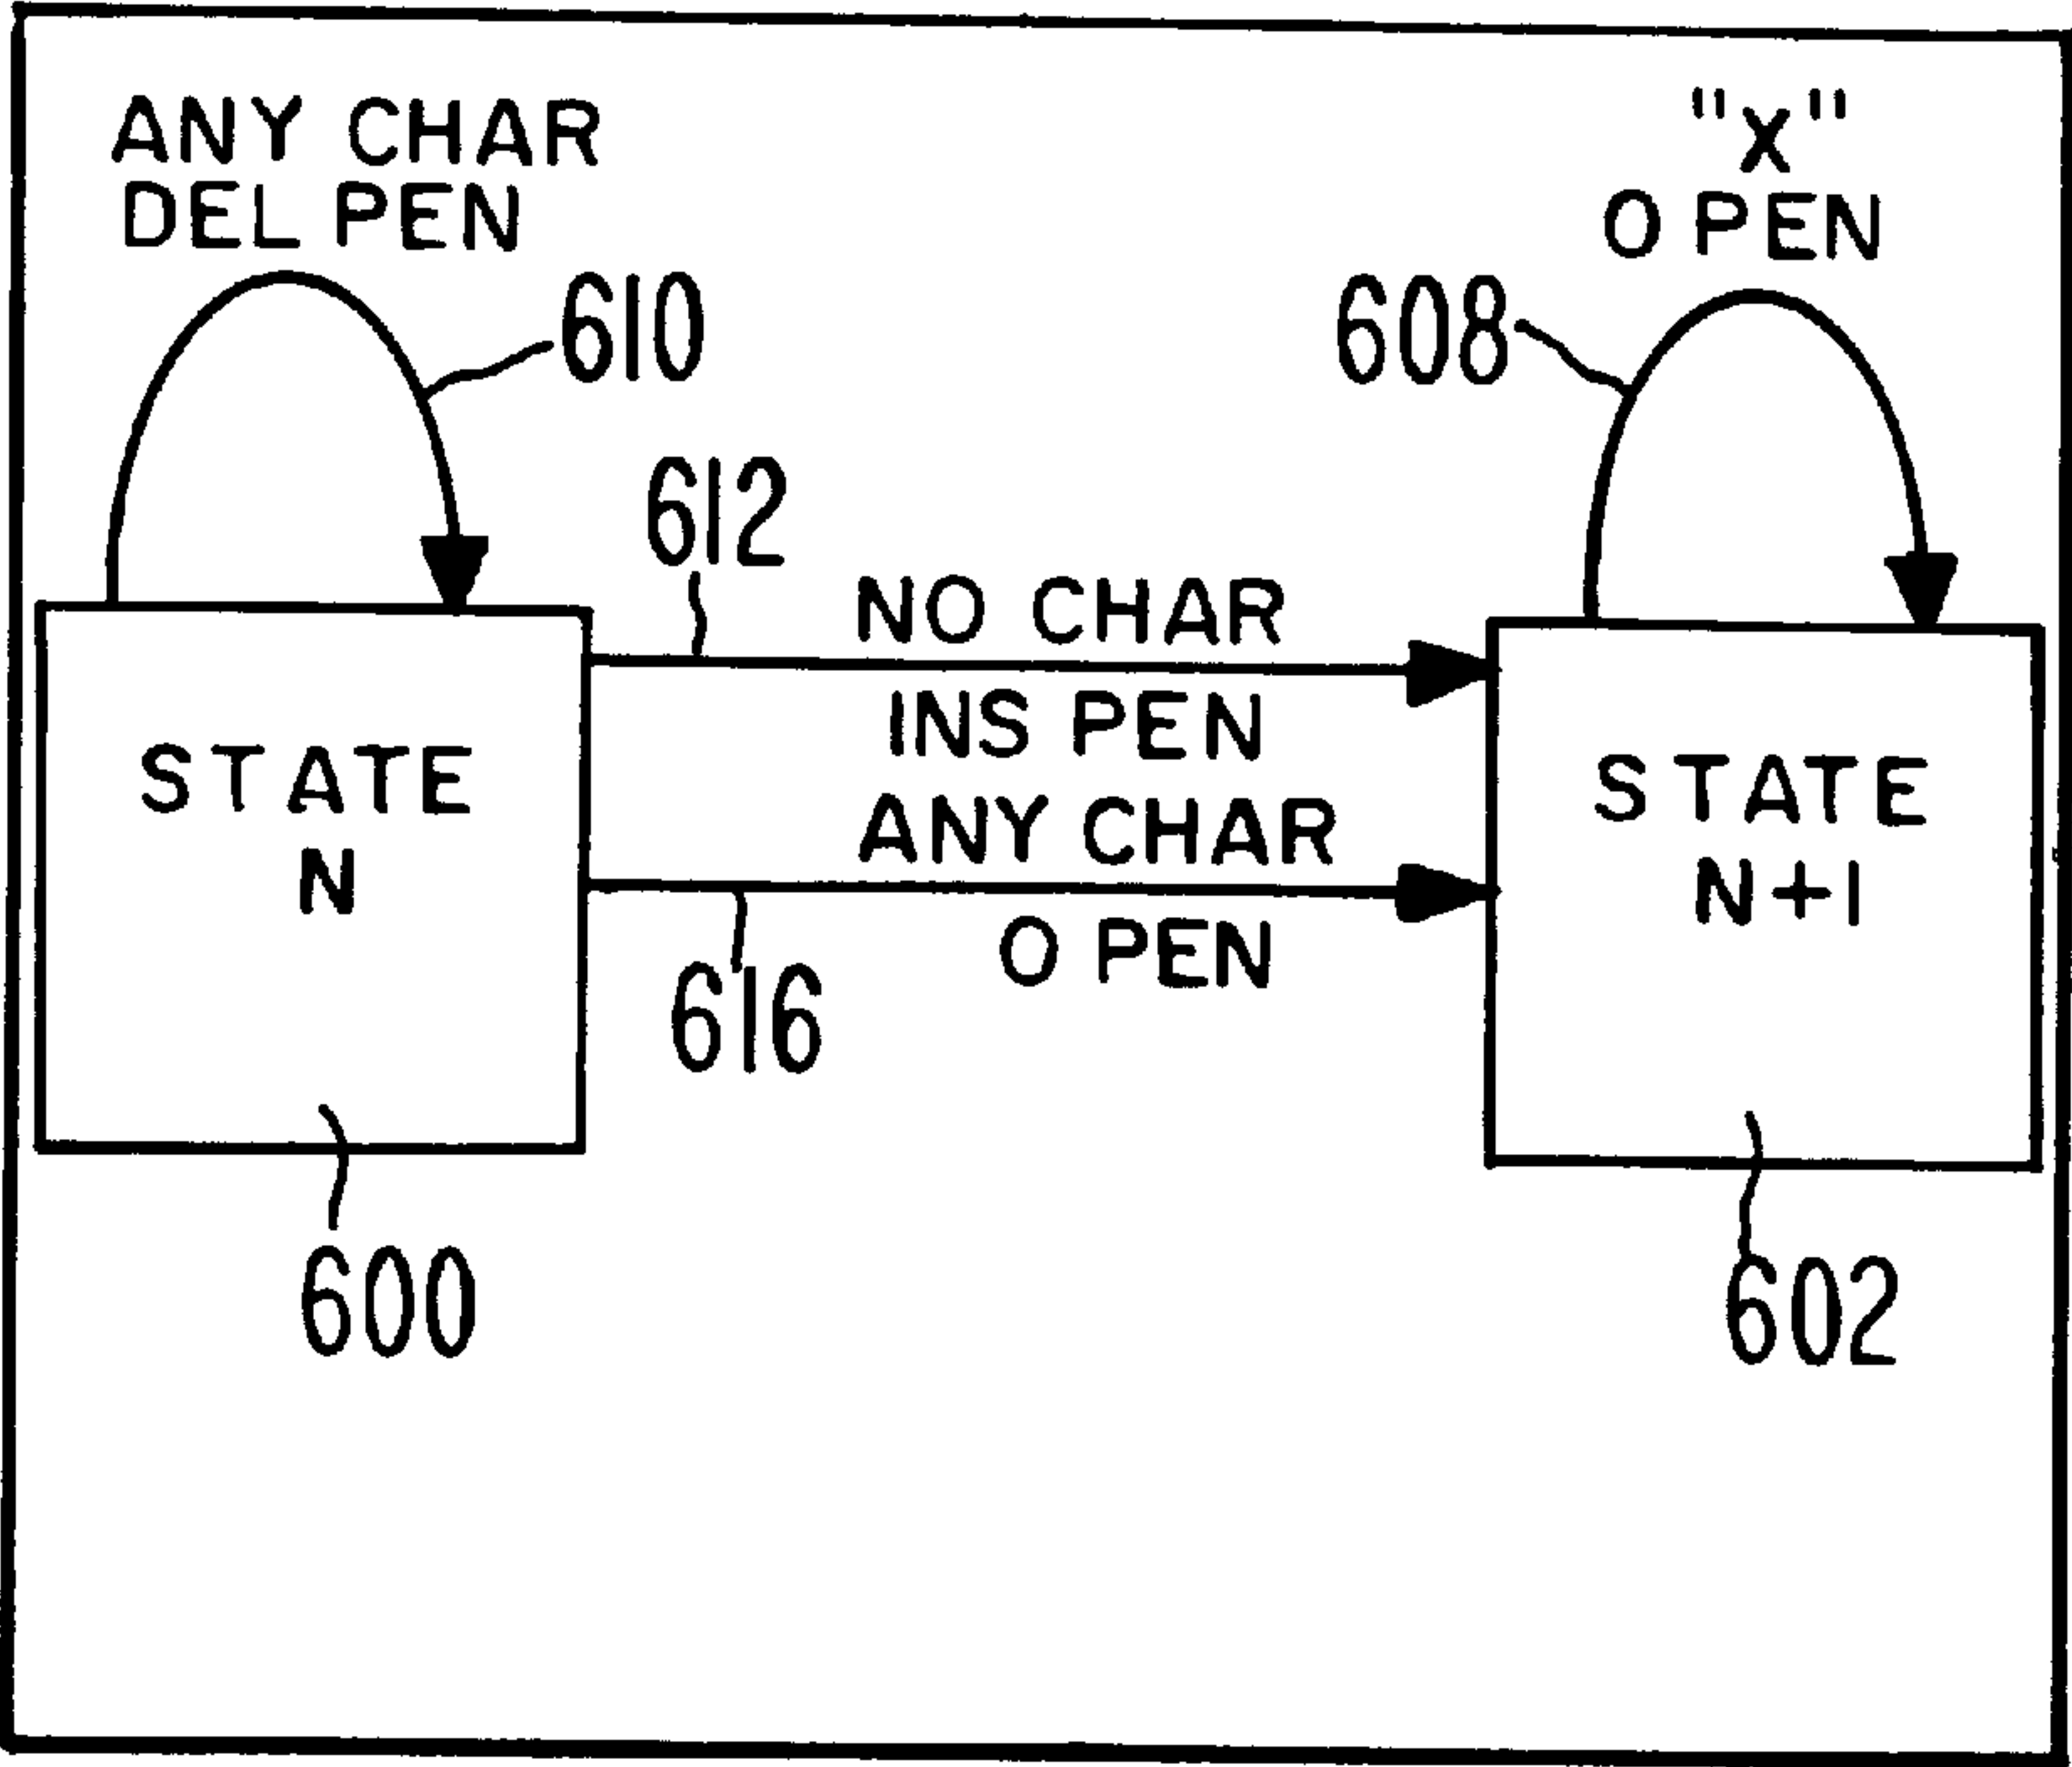 ANY CHAR
DEL PEN
610
"X"
O PEN
608
612
NO CHAR
INS PEN
ANY CHAR
O PEN
616
STATE
N
600
STATE
N+1
602